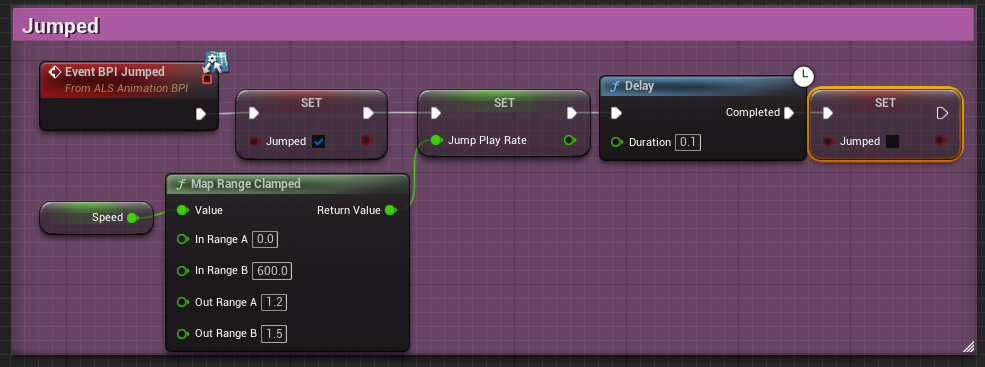 Jumped
Event BPI Jumped
From ALS Animation BPI
SET
Jumped
SET
Jump Play Rate
Delay
Completed
Duration 0.1
SET
Jumped
Map Range Clamped
Speed
Value Return Value
In Range A 0.0
In Range B 600.0
Out Range A 1.2
Out Range B 1.5